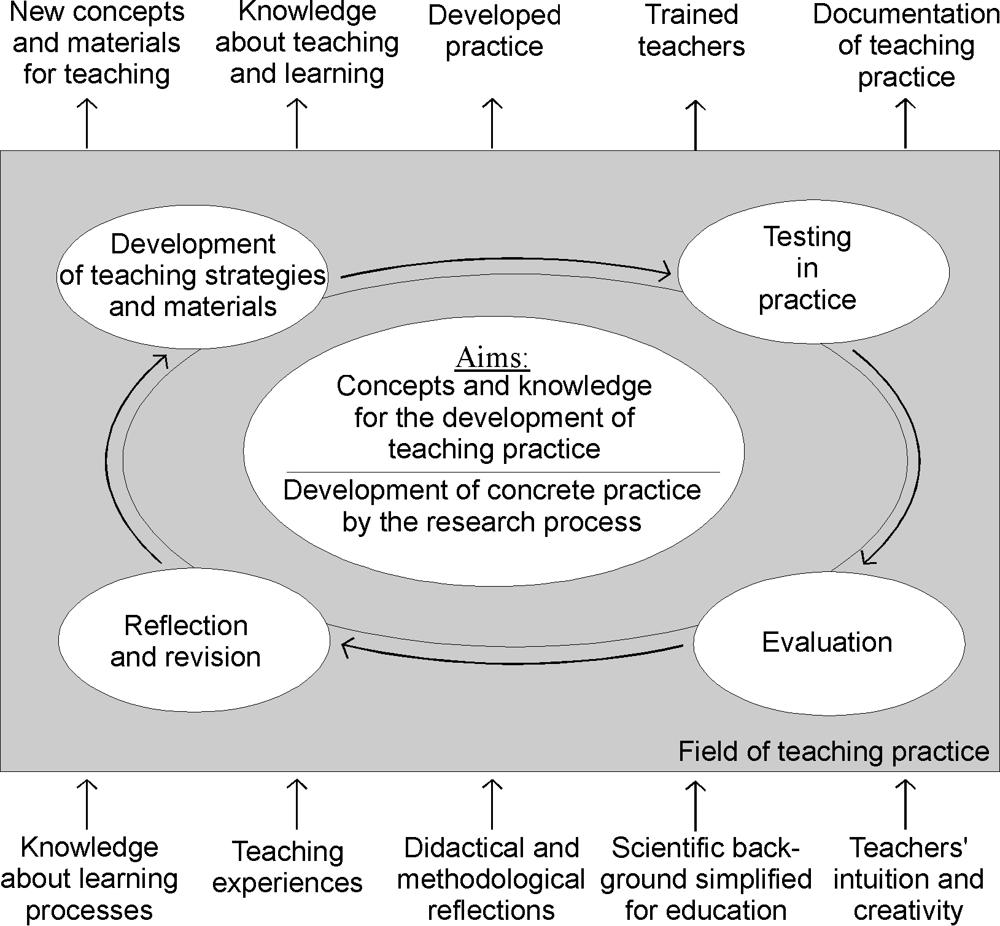 New concepts
and materials
for teaching
Knowledge
about teaching
and learning
Developed
practice
Trained
teachers
Documentation
of teaching
practice
Development
of teaching strategies
and materials
Testing
in
practice
Aims:
Concepts and knowledge
for the development of
teaching practice
Development of concrete practice
by the research process
Reflection
and revision
Evaluation
Field of teaching practice
Knowledge
about learning
processes
Teaching
experiences
Didactical and
methodological
reflections
Scientific back-
ground simplified
for education
Teachers'
intuition and
creativity